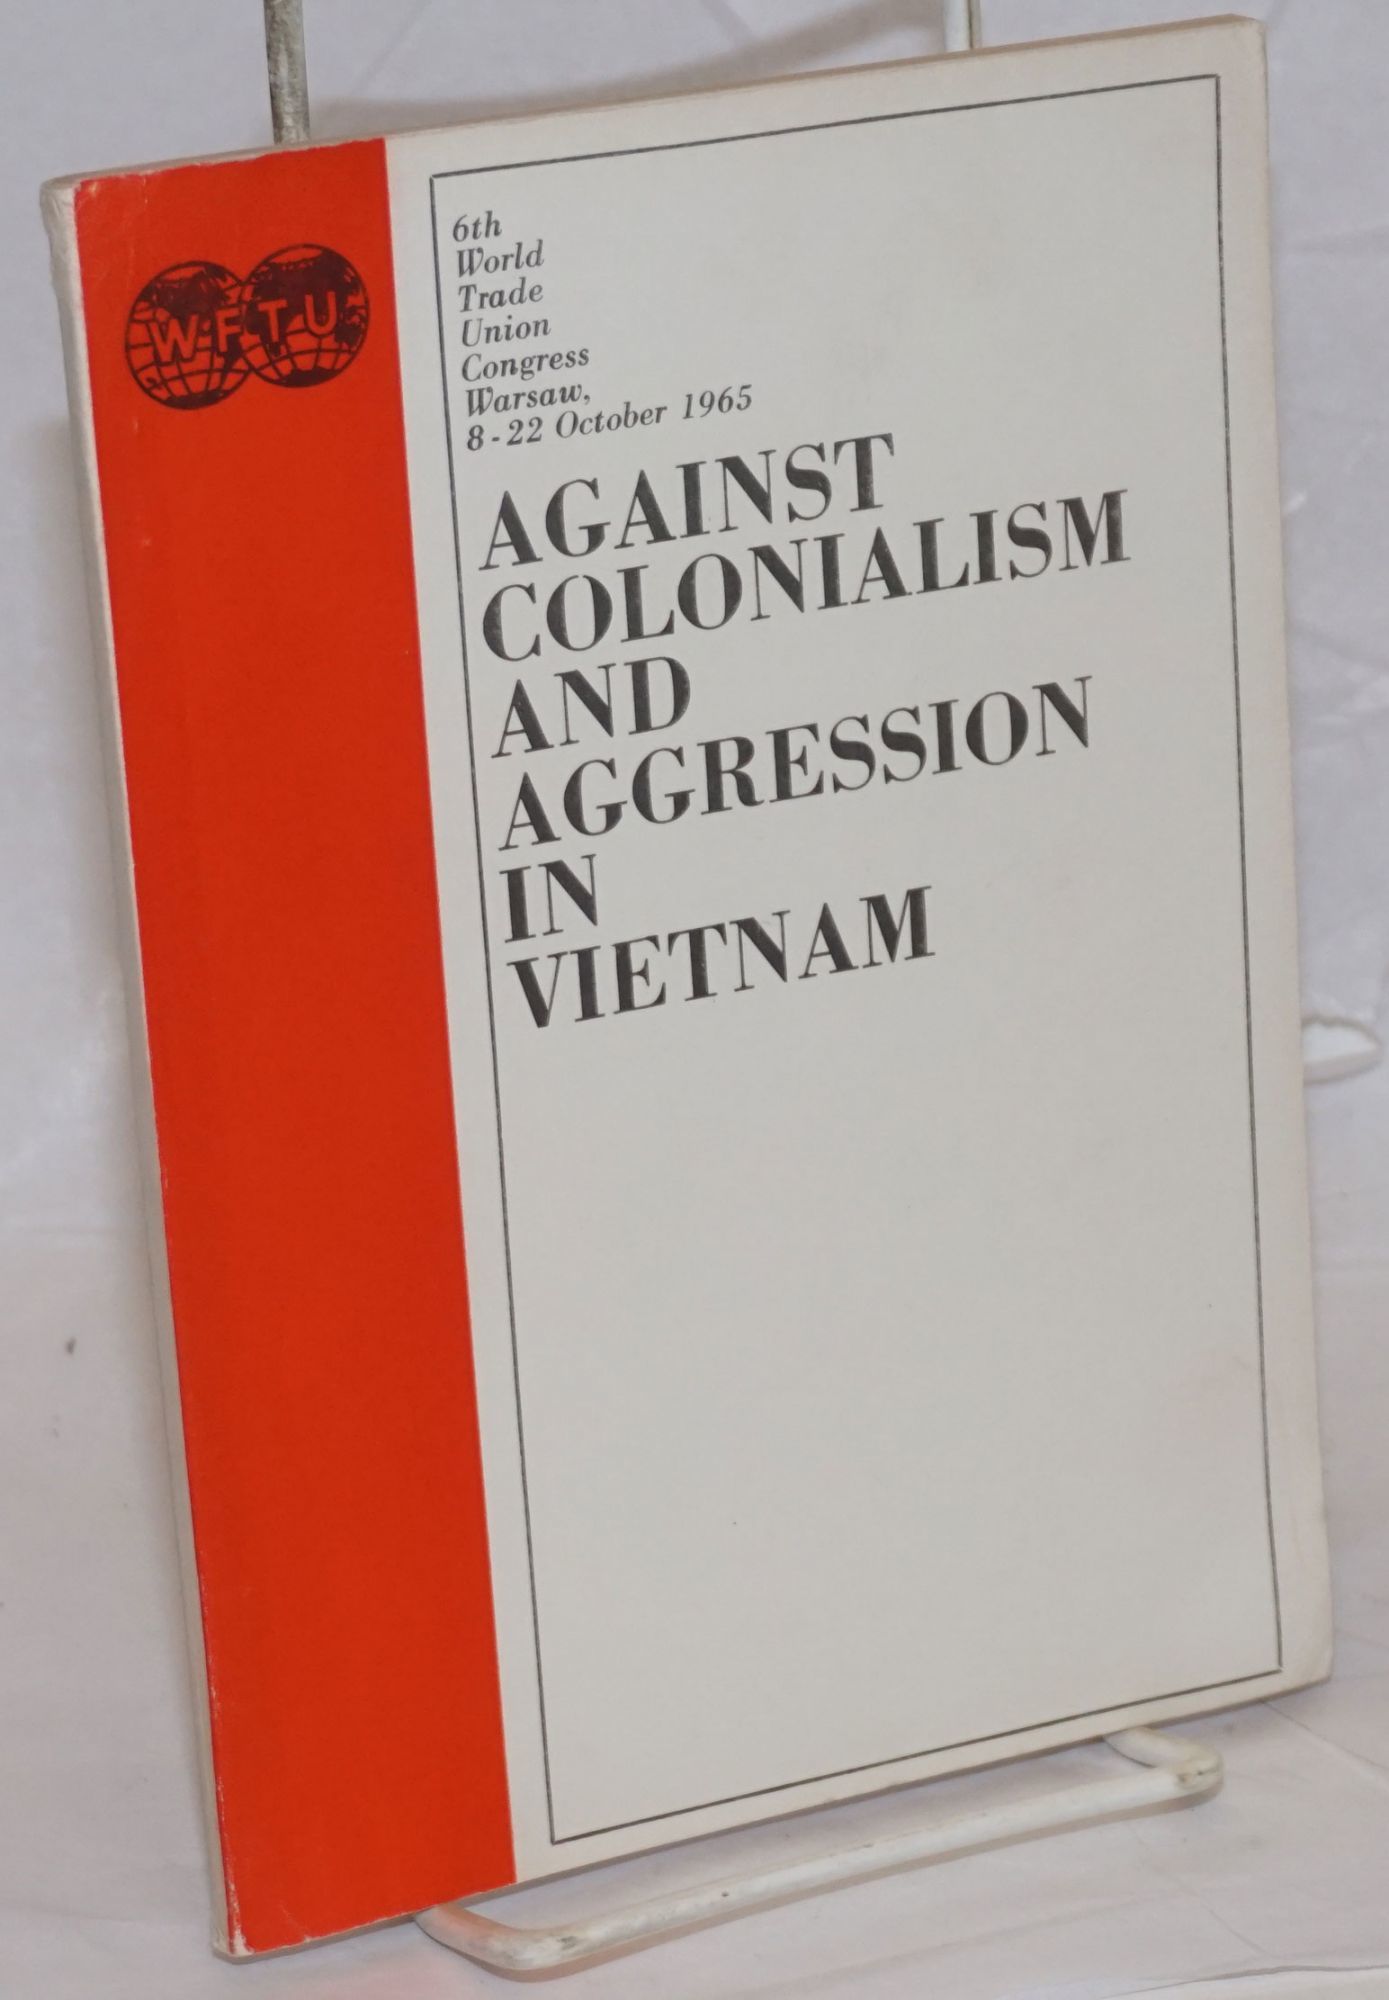 W·F·T·U
6th
World
Trade
Union
Congress
Warsaw,
8-22 October 1965
AGAINST
COLONIALISM
AND
AGGRESSION
IN
VIETNAM